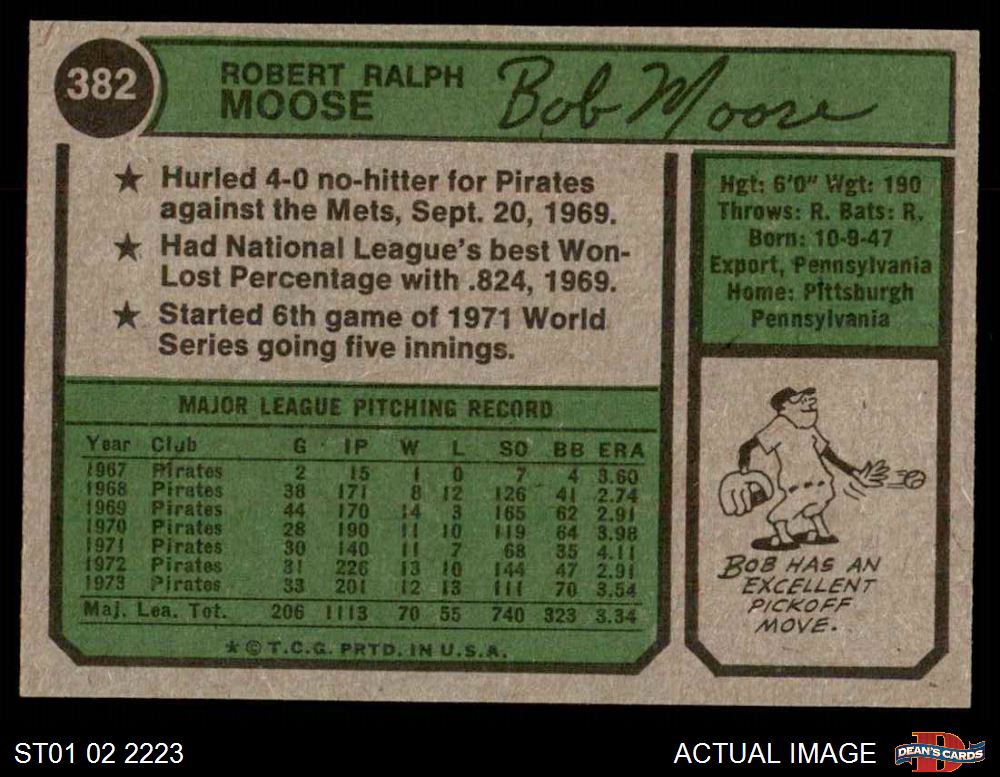 382
ROBERT RALPH
MOOSE
Bob Moose
★ Hurled 4-0 no-hitter for Pirates
against the Mets, Sept. 20, 1969.
★ Had National League's best Won-
Lost Percentage with .824, 1969.
★ Started 6th game of 1971 World
Series going five innings.
Hgt: 6'0" Wgt: 190
Throws: R. Bats: R.
Born: 10-9-47
Export, Pennsylvania
Home: Pittsburgh
Pennsylvania
MAJOR LEAGUE PITCHING RECORD
Year Club G IP W L SO BB ERA
1967 Pirates 2 15 1 0 7 4 3.60
1968 Pirates 38 171 8 12 126 41 2.74
1969 Pirates 44 170 14 3 165 62 2.91
1970 Pirates 28 190 11 10 119 64 3.98
1971 Pirates 30 140 11 7 68 35 4.11
1972 Pirates 31 226 13 10 144 47 2.91
1973 Pirates 33 201 12 13 111 70 3.54
Maj. Lea. Tot. 206 1113 70 55 740 323 3.34
★ © T.C.G. PRTD. IN U.S.A.
BOB HAS AN
EXCELLENT
PICKOFF
MOVE.
ST01 02 2223
ACTUAL IMAGE
D
DEAN'S CARDS